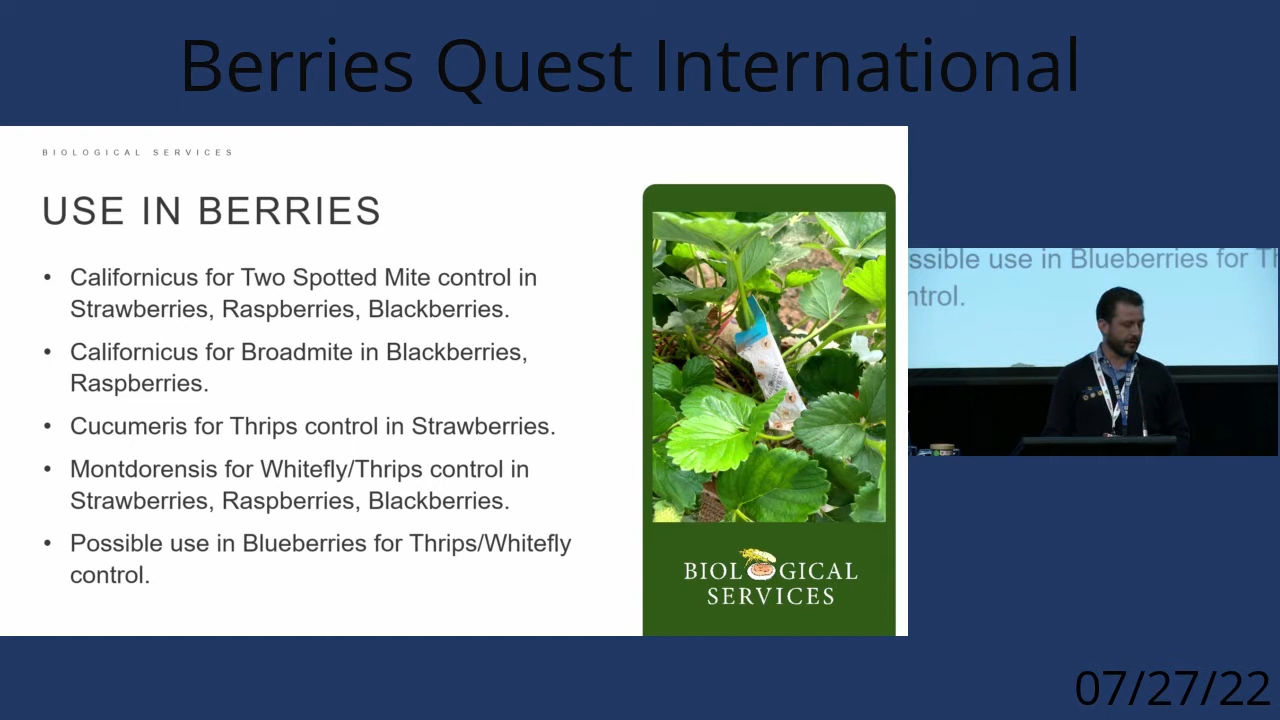 Berries Quest International
BIOLOGICAL SERVICES
USE IN BERRIES
• Californicus for Two Spotted Mite control in
Strawberries, Raspberries, Blackberries.
• Californicus for Broadmite in Blackberries,
Raspberries.
• Cucumeris for Thrips control in Strawberries.
• Montdorensis for Whitefly/Thrips control in
Strawberries, Raspberries, Blackberries.
• Possible use in Blueberries for Thrips/Whitefly
control.
BIOLOGICAL
SERVICES
ssible use in Blueberries for Th
ntrol.
07/27/22